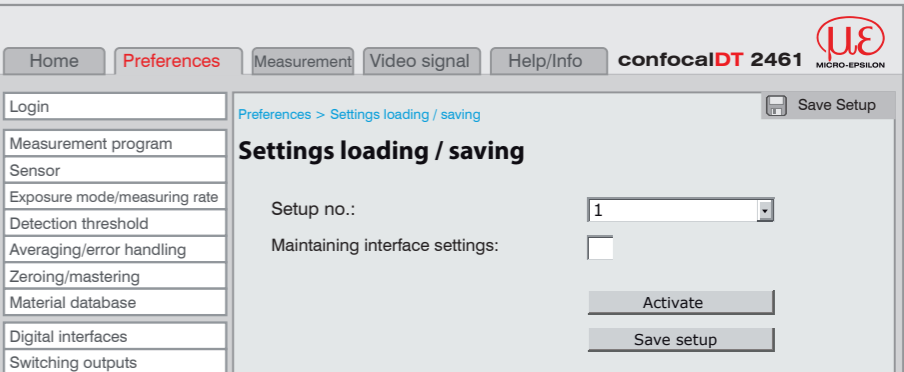 Home Preferences Measurement Video signal Help/Info confocalDT 2461
με
MICRO-EPSILON
Login
Preferences > Settings loading / saving
Save Setup
Settings loading / saving
Measurement program
Sensor
Exposure mode/measuring rate
Detection threshold
Averaging/error handling
Zeroing/mastering
Material database
Digital interfaces
Switching outputs
Setup no.: 1
Maintaining interface settings:
Activate
Save setup